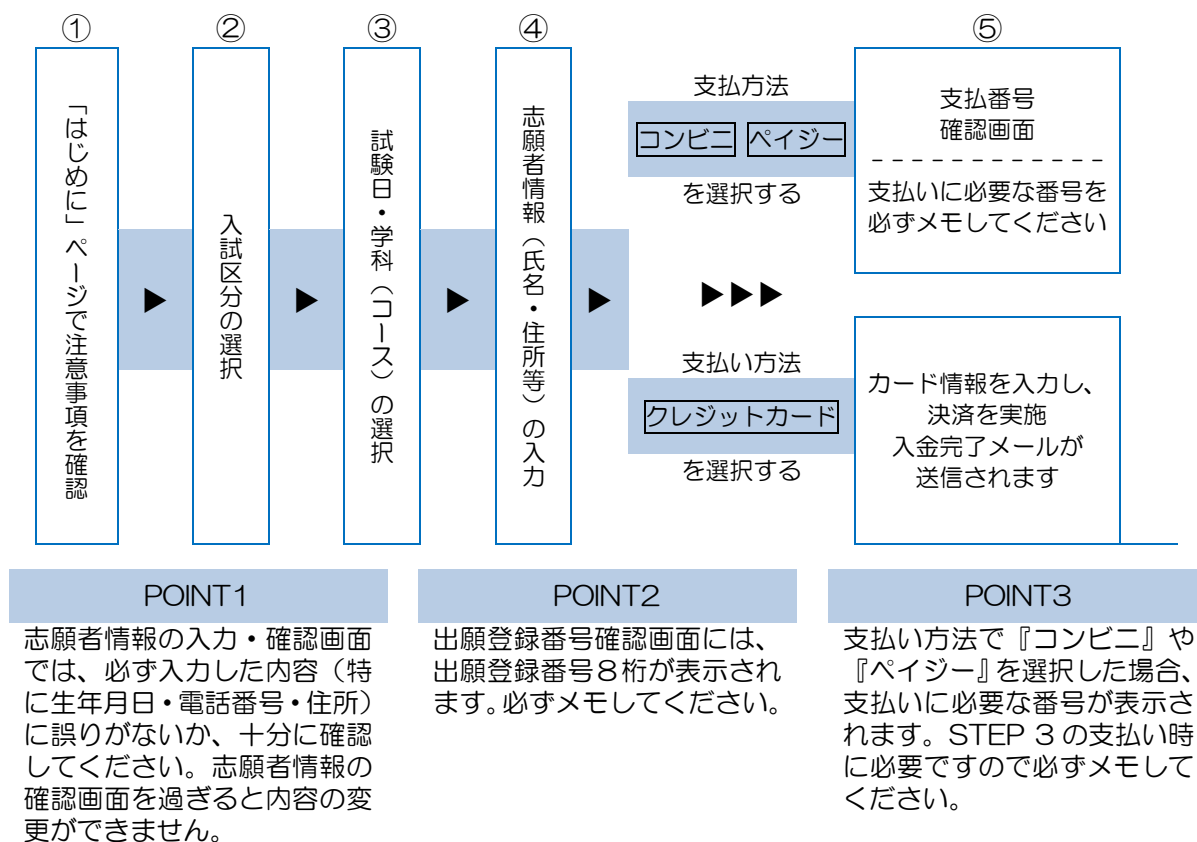 ①
「はじめに」ページで注意事項を確認
②
入試区分の選択
③
試験日・学科（コース）の選択
④
志願者情報（氏名・住所等）の入力
支払方法
コンビニ ペイジー
を選択する
▶▶▶
支払い方法
クレジットカード
を選択する
⑤
支払番号
確認画面
支払いに必要な番号を
必ずメモしてください
カード情報を入力し、
決済を実施
入金完了メールが
送信されます
POINT1
志願者情報の入力・確認画面
では、必ず入力した内容（特
に生年月日・電話番号・住所）
に誤りがないか、十分に確認
してください。志願者情報の
確認画面を過ぎると内容の変
更ができません。
POINT2
出願登録番号確認画面には、
出願登録番号８桁が表示され
ます。必ずメモしてください。
POINT3
支払い方法で『コンビニ』や
『ペイジー』を選択した場合、
支払いに必要な番号が表示さ
れます。STEP 3 の支払い時
に必要ですので必ずメモして
ください。